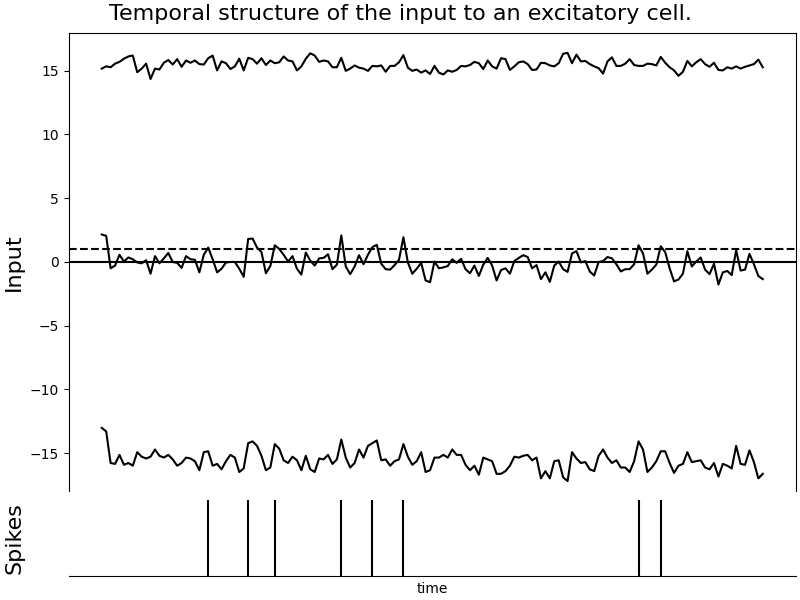 Temporal structure of the input to an excitatory cell.
15
10
5
0
−5
−10
−15
Input
Spikes
time